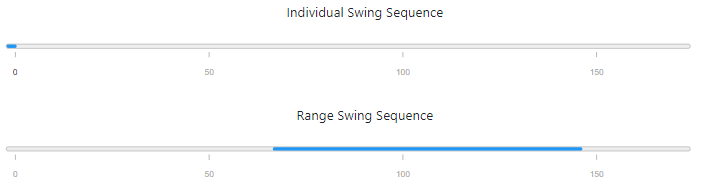 Individual Swing Sequence
0 50 100 150
Range Swing Sequence
0 50 100 150